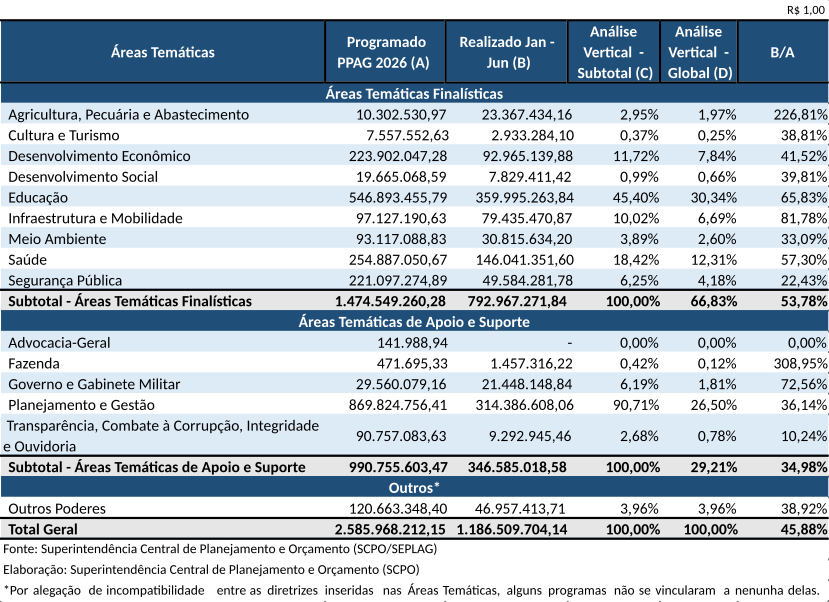 R$ 1,00
Áreas Temáticas Programado PPAG 2026 (A) Realizado Jan - Jun (B) Análise Vertical - Subtotal (C) Análise Vertical - Global (D) B/A
Áreas Temáticas Finalísticas
Agricultura, Pecuária e Abastecimento 10.302.530,97 23.367.434,16 2,95% 1,97% 226,81%
Cultura e Turismo 7.557.552,63 2.933.284,10 0,37% 0,25% 38,81%
Desenvolvimento Econômico 223.902.047,28 92.965.139,88 11,72% 7,84% 41,52%
Desenvolvimento Social 19.665.068,59 7.829.411,42 0,99% 0,66% 39,81%
Educação 546.893.455,79 359.995.263,84 45,40% 30,34% 65,83%
Infraestrutura e Mobilidade 97.127.190,63 79.435.470,87 10,02% 6,69% 81,78%
Meio Ambiente 93.117.088,83 30.815.634,20 3,89% 2,60% 33,09%
Saúde 254.887.050,67 146.041.351,60 18,42% 12,31% 57,30%
Segurança Pública 221.097.274,89 49.584.281,78 6,25% 4,18% 22,43%
Subtotal - Áreas Temáticas Finalísticas 1.474.549.260,28 792.967.271,84 100,00% 66,83% 53,78%
Áreas Temáticas de Apoio e Suporte
Advocacia-Geral 141.988,94 - 0,00% 0,00% 0,00%
Fazenda 471.695,33 1.457.316,22 0,42% 0,12% 308,95%
Governo e Gabinete Militar 29.560.079,16 21.448.148,84 6,19% 1,81% 72,56%
Planejamento e Gestão 869.824.756,41 314.386.608,06 90,71% 26,50% 36,14%
Transparência, Combate à Corrupção, Integridade
e Ouvidoria 90.757.083,63 9.292.945,46 2,68% 0,78% 10,24%
Subtotal - Áreas Temáticas de Apoio e Suporte 990.755.603,47 346.585.018,58 100,00% 29,21% 34,98%
Outros*
Outros Poderes 120.663.348,40 46.957.413,71 3,96% 3,96% 38,92%
Total Geral 2.585.968.212,15 1.186.509.704,14 100,00% 100,00% 45,88%
Fonte: Superintendência Central de Planejamento e Orçamento (SCPO/SEPLAG)
Elaboração: Superintendência Central de Planejamento e Orçamento (SCPO)
*Por alegação de incompatibilidade entre as diretrizes inseridas nas Áreas Temáticas, alguns programas não se vincularam a nenunha delas.